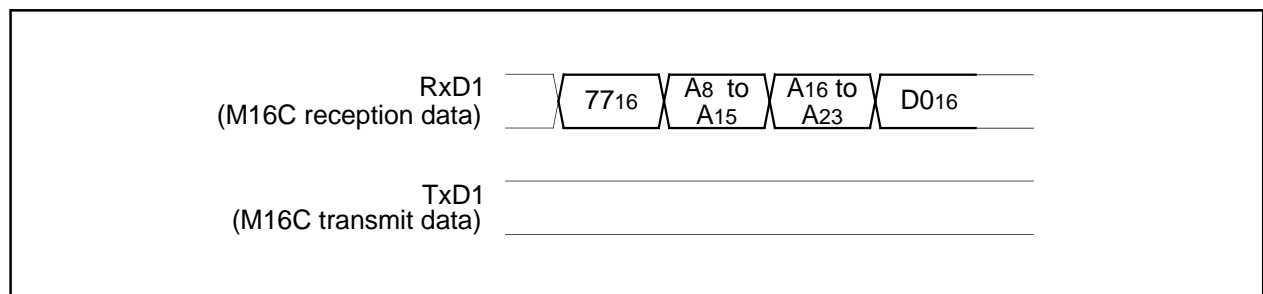 RxD1
(M16C reception data)
7716
A8 to
A15
A16 to
A23
D016
TxD1
(M16C transmit data)